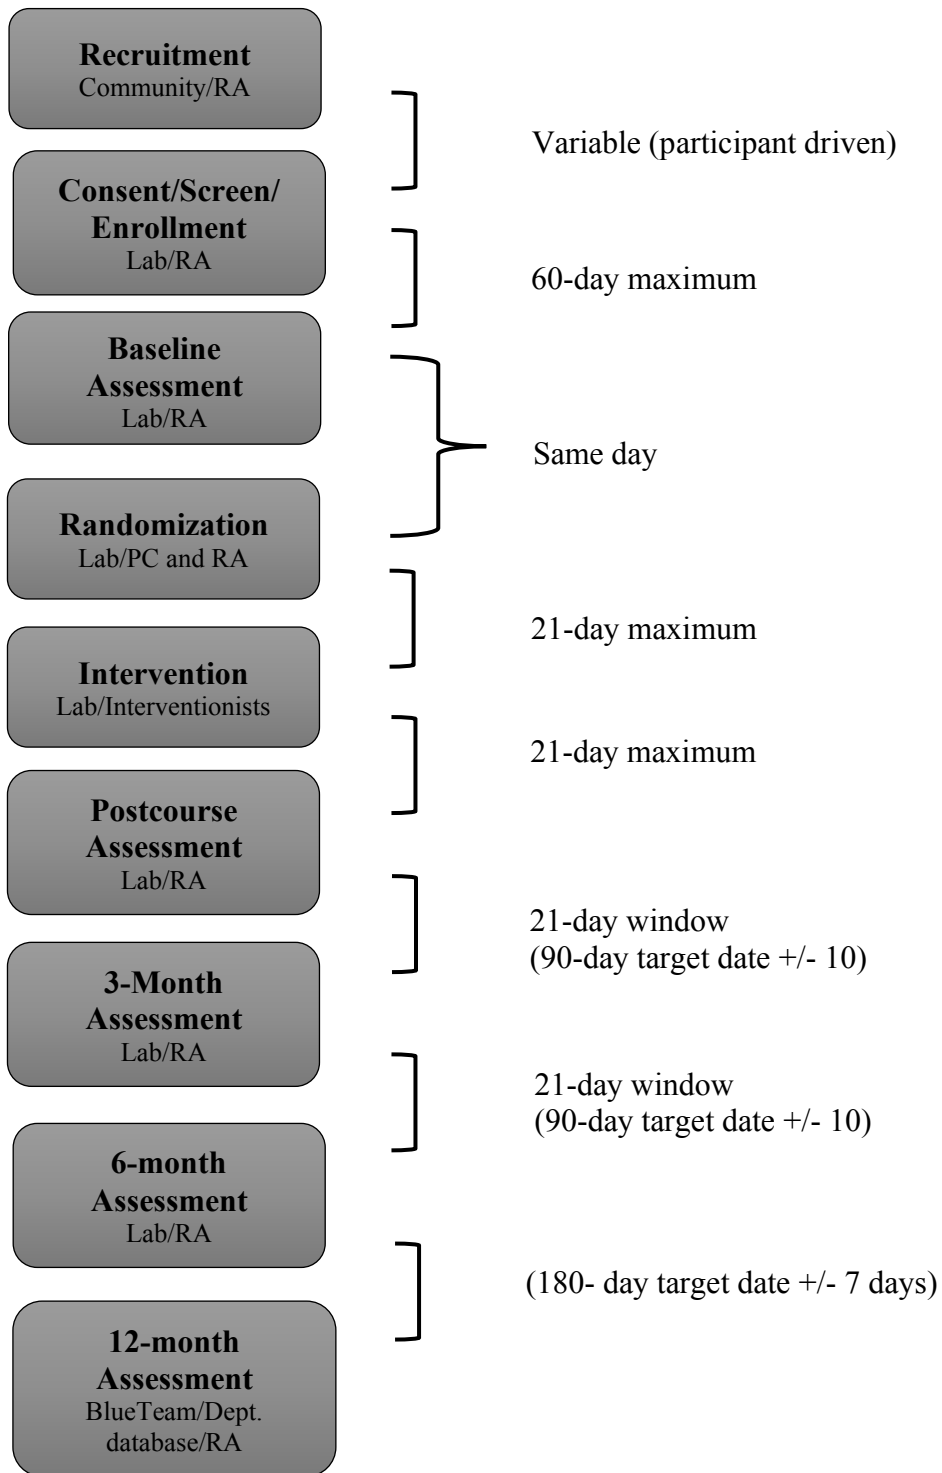 Recruitment
Community/RA
Variable (participant driven)
Consent/Screen/
Enrollment
Lab/RA
60-day maximum
Baseline
Assessment
Lab/RA
Same day
Randomization
Lab/PC and RA
21-day maximum
Intervention
Lab/Interventionists
21-day maximum
Postcourse
Assessment
Lab/RA
21-day window
(90-day target date +/- 10)
3-Month
Assessment
Lab/RA
21-day window
(90-day target date +/- 10)
6-month
Assessment
Lab/RA
(180- day target date +/- 7 days)
12-month
Assessment
BlueTeam/Dept.
database/RA